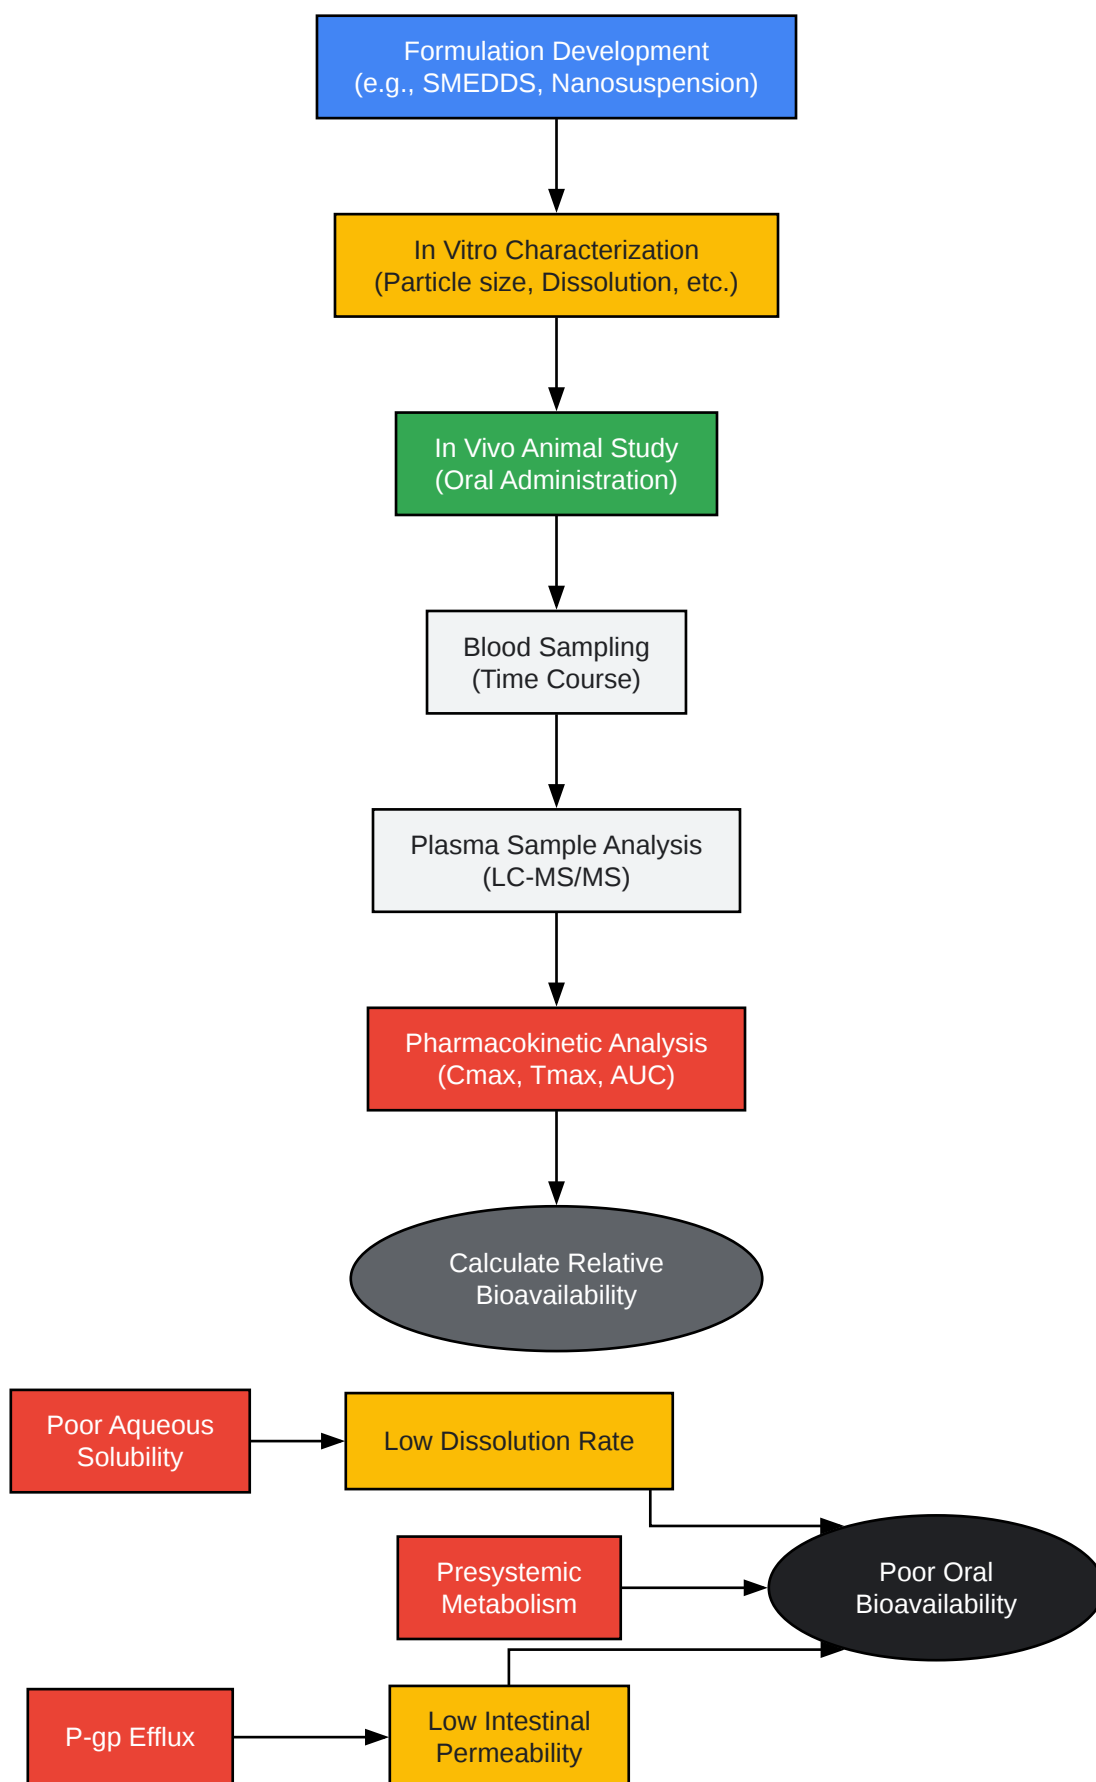 Formulation Development
(e.g., SMEDDS, Nanosuspension)
In Vitro Characterization
(Particle size, Dissolution, etc.)
In Vivo Animal Study
(Oral Administration)
Blood Sampling
(Time Course)
Plasma Sample Analysis
(LC-MS/MS)
Pharmacokinetic Analysis
(Cmax, Tmax, AUC)
Calculate Relative
Bioavailability
Poor Aqueous
Solubility
Low Dissolution Rate
Presystemic
Metabolism
Poor Oral
Bioavailability
P-gp Efflux
Low Intestinal
Permeability